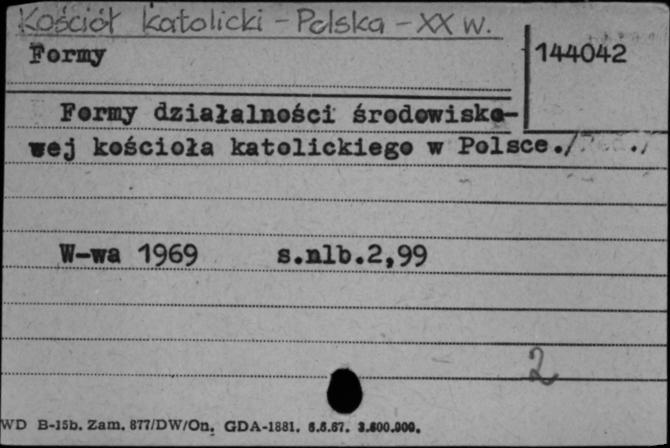 Kościół katolicki - Polska - XX w.
Formy
144042
Formy działalności środowisko-
wej kościoła katolickiego w Polsce./
W-wa 1969 s.nlb.2,99
2
WD B-15b. Zam. 877/DW/On. GDA-1881. 6.6.67. 3.600.000.